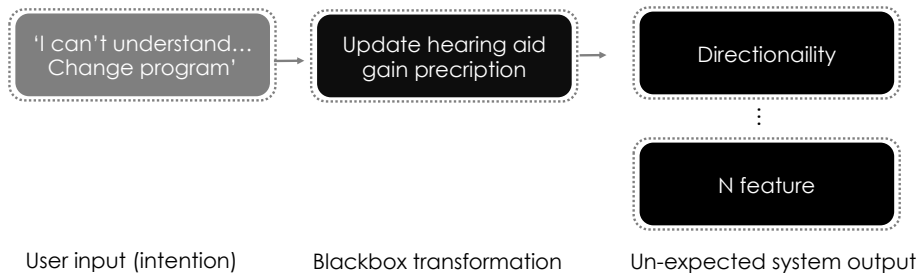 ‘I can’t understand…
Change program’
Update hearing aid
gain precription
Directionaility
⋮
N feature
User input (intention)
Blackbox transformation
Un-expected system output